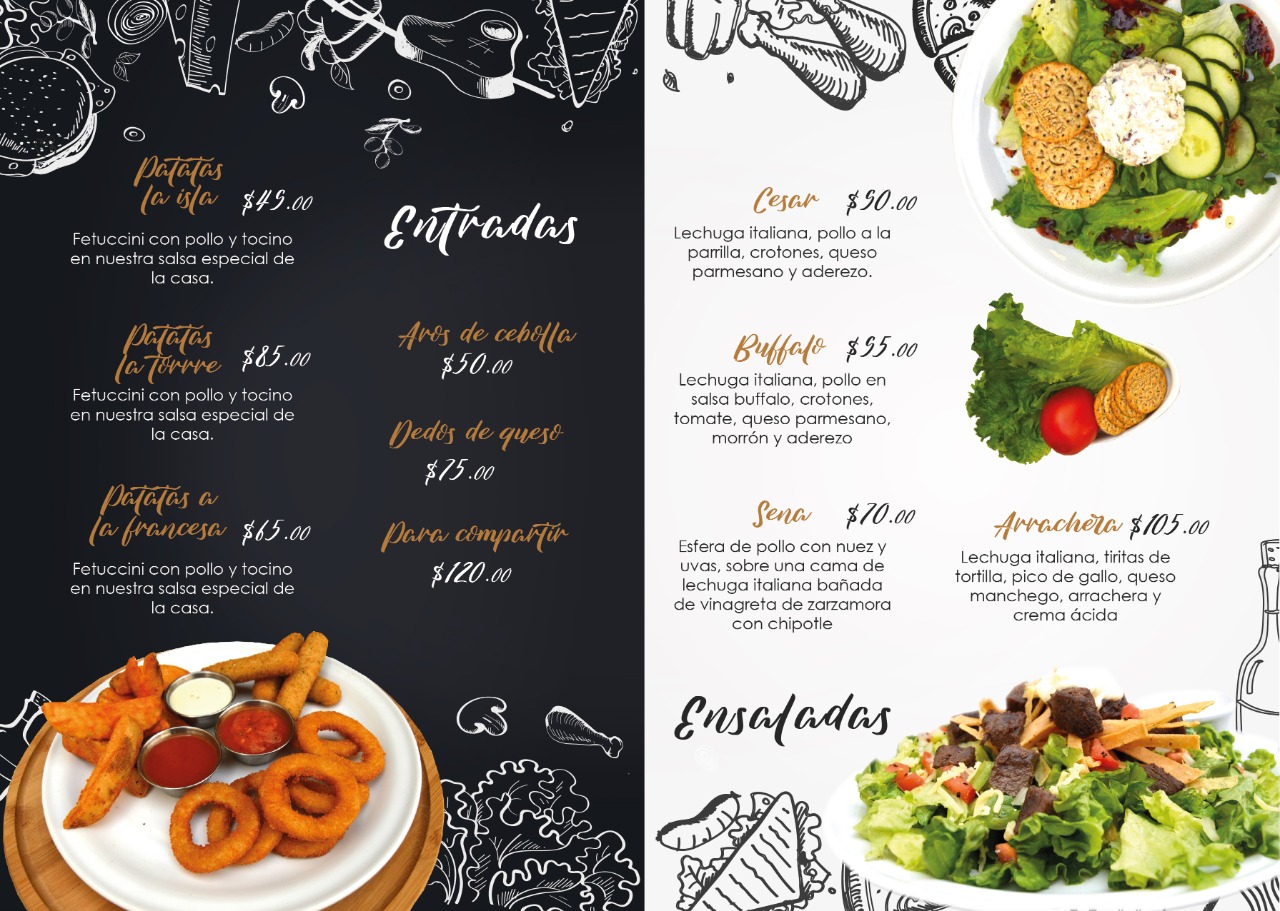 Patatas
la isla $45.00
Fetuccini con pollo y tocino
en nuestra salsa especial de
la casa.
Patatas
la Torrre $85.00
Fetuccini con pollo y tocino
en nuestra salsa especial de
la casa.
Patatas a
la francesa $65.00
Fetuccini con pollo y tocino
en nuestra salsa especial de
la casa.
Entradas
Aros de cebolla
$50.00
Dedos de queso
$75.00
Para compartir
$120.00
Cesar $50.00
Lechuga italiana, pollo a la
parrilla, crotones, queso
parmesano y aderezo.
Buffalo $55.00
Lechuga italiana, pollo en
salsa buffalo, crotones,
tomate, queso parmesano,
morrón y aderezo
Sena $70.00
Esfera de pollo con nuez y
uvas, sobre una cama de
lechuga italiana bañada
de vinagreta de zarzamora
con chipotle
Arrachera $105.00
Lechuga italiana, tiritas de
tortilla, pico de gallo, queso
manchego, arrachera y
crema ácida
Ensaladas